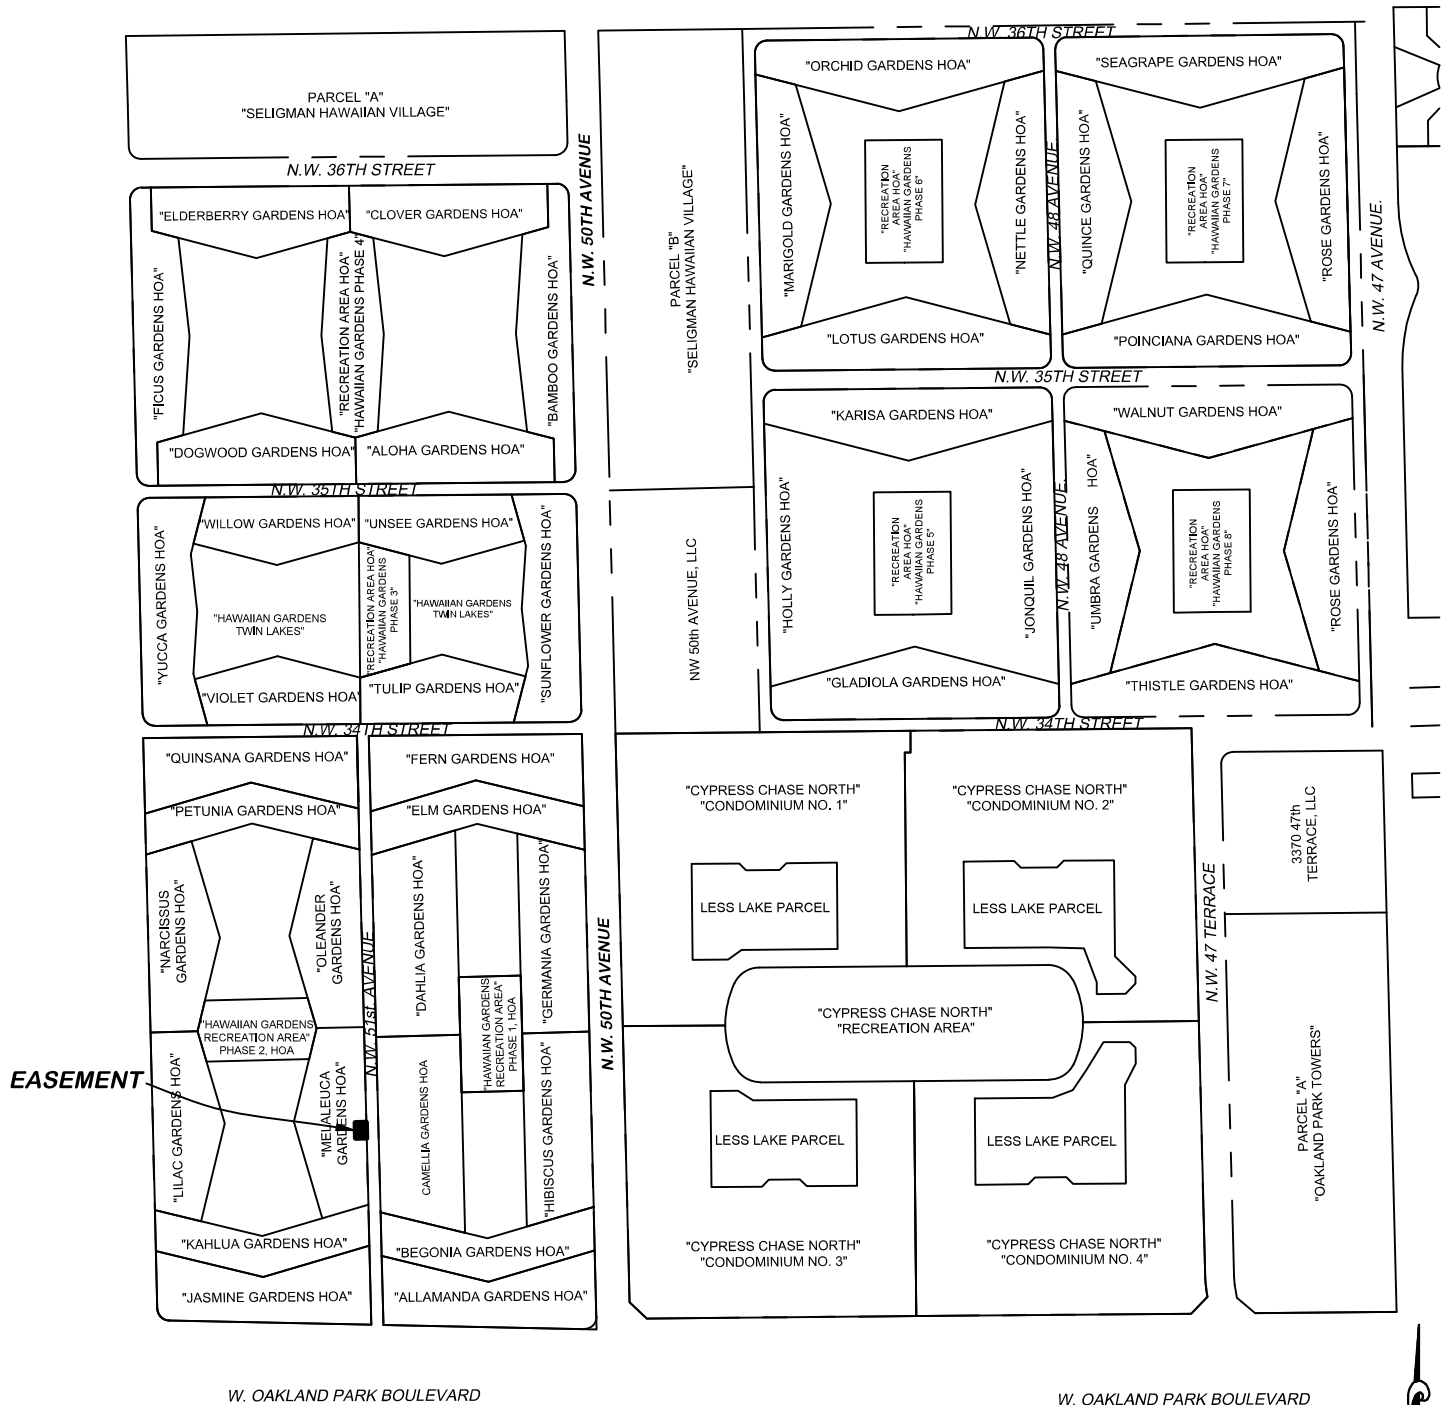 N.W. 36TH STREET
PARCEL "A"
"SELIGMAN HAWAIIAN VILLAGE"
N.W. 36TH STREET
"ELDERBERRY GARDENS HOA"
"CLOVER GARDENS HOA"
"FICUS GARDENS HOA"
"RECREATION AREA HOA"
"HAWAIIAN GARDENS PHASE 4"
"BAMBOO GARDENS HOA"
"DOGWOOD GARDENS HOA"
"ALOHA GARDENS HOA"
N.W. 35TH STREET
N.W. 50TH AVENUE
PARCEL "B"
"SELIGMAN HAWAIIAN VILLAGE"
NW 50th AVENUE, LLC
"ORCHID GARDENS HOA"
"MARIGOLD GARDENS HOA"
"RECREATION
AREA HOA"
"HAWAIIAN GARDENS
PHASE 6"
"NETTLE GARDENS HOA"
"LOTUS GARDENS HOA"
N.W. 48 AVENUE.
"SEAGRAPE GARDENS HOA"
"QUINCE GARDENS HOA"
"RECREATION
AREA HOA"
"HAWAIIAN GARDENS
PHASE 7"
"ROSE GARDENS HOA"
"POINCIANA GARDENS HOA"
N.W. 47 AVENUE.
N.W. 35TH STREET
"KARISA GARDENS HOA"
"HOLLY GARDENS HOA"
"RECREATION
AREA HOA"
"HAWAIIAN GARDENS
PHASE 5"
"JONQUIL GARDENS HOA"
"GLADIOLA GARDENS HOA"
N.W. 48 AVENUE.
"WALNUT GARDENS HOA"
"UMBRA GARDENS HOA"
"RECREATION
AREA HOA"
"HAWAIIAN GARDENS
PHASE 8"
"ROSE GARDENS HOA"
"THISTLE GARDENS HOA"
N.W. 34TH STREET
"YUCCA GARDENS HOA"
"WILLOW GARDENS HOA"
"UNSEE GARDENS HOA"
"HAWAIIAN GARDENS
TWIN LAKES"
"RECREATION AREA HOA"
"HAWAIIAN GARDENS
PHASE 3"
"HAWAIIAN GARDENS
TWIN LAKES"
"SUNFLOWER GARDENS HOA"
"VIOLET GARDENS HOA"
"TULIP GARDENS HOA"
N.W. 34TH STREET
"QUINSANA GARDENS HOA"
"PETUNIA GARDENS HOA"
"NARCISSUS
GARDENS HOA"
"OLEANDER
GARDENS HOA"
"HAWAIIAN GARDENS
RECREATION AREA"
PHASE 2, HOA
"LILAC GARDENS HOA"
"MELALEUCA
GARDENS HOA"
"KAHLUA GARDENS HOA"
"JASMINE GARDENS HOA"
EASEMENT
N.W. 51st. AVENUE
"FERN GARDENS HOA"
"ELM GARDENS HOA"
"DAHLIA GARDENS HOA"
"GERMANIA GARDENS HOA"
"HAWAIIAN GARDENS
RECREATION AREA"
PHASE 1, HOA
CAMELLIA GARDENS HOA
"HIBISCUS GARDENS HOA"
"BEGONIA GARDENS HOA"
"ALLAMANDA GARDENS HOA"
N.W. 50TH AVENUE
"CYPRESS CHASE NORTH"
"CONDOMINIUM NO. 1"
LESS LAKE PARCEL
"CYPRESS CHASE NORTH"
"CONDOMINIUM NO. 2"
LESS LAKE PARCEL
"CYPRESS CHASE NORTH"
"RECREATION AREA"
LESS LAKE PARCEL
"CYPRESS CHASE NORTH"
"CONDOMINIUM NO. 3"
LESS LAKE PARCEL
"CYPRESS CHASE NORTH"
"CONDOMINIUM NO. 4"
N.W. 47 TERRACE
3370 47th
TERRACE, LLC
PARCEL "A"
"OAKLAND PARK TOWERS"
W. OAKLAND PARK BOULEVARD
W. OAKLAND PARK BOULEVARD